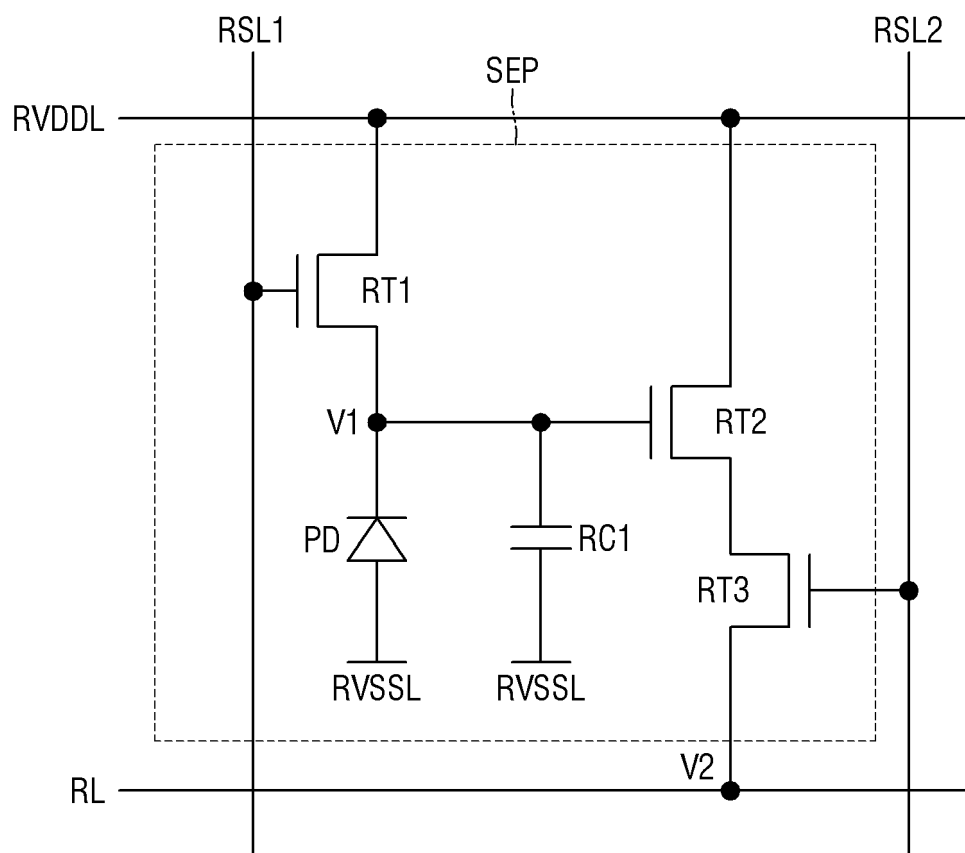 RSL1
RSL2
SEP
RVDDL
RT1
V1
RT2
PD
RC1
RT3
RVSSL
RVSSL
V2
RL